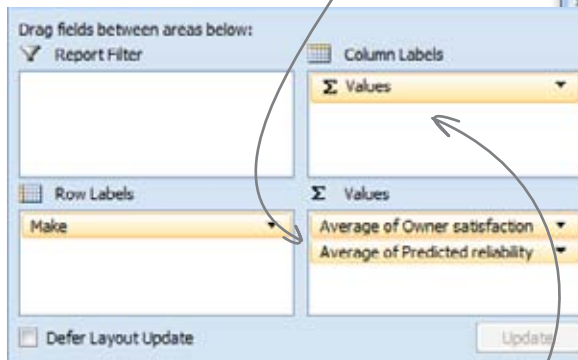 Drag fields between areas below:
Report Filter
Column Labels
Σ Values
Row Labels
Σ Values
Make
Average of Owner satisfaction
Average of Predicted reliability
Defer Layout Update
Update